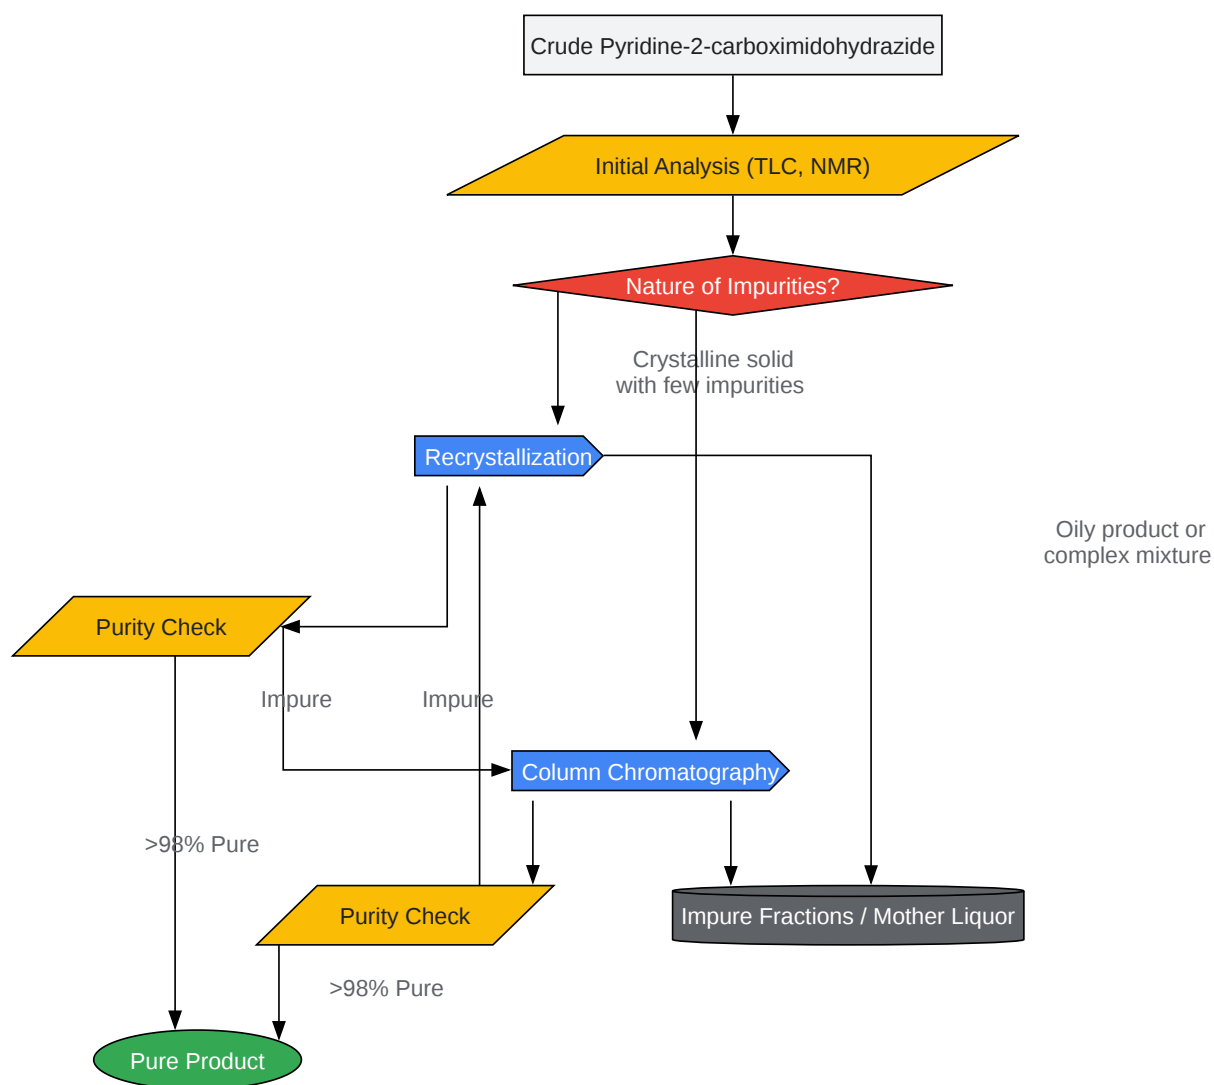 Crude Pyridine-2-carboximidohydrazide
Initial Analysis (TLC, NMR)
Nature of Impurities?
Crystalline solid
with few impurities
Recrystallization
Oily product or
complex mixture
Purity Check
Impure
Impure
Column Chromatography
>98% Pure
Purity Check
Impure Fractions / Mother Liquor
>98% Pure
Pure Product